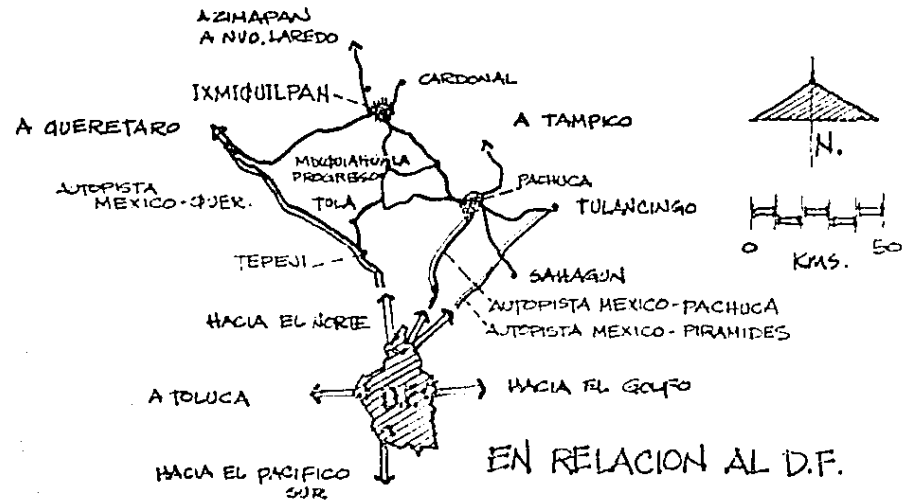 AZIMAPAN
A NVO. LAREDO
CARDONAL
IXMIQUILPAN
A QUERETARO
A TAMPICO
N.
MIXQUIAHUALA
PROGRESO
PACHUCA
AUTOPISTA
MEXICO-QUER.
TOLA
TULANCINGO
0 50
KMS.
TEPEJI
SAHAGUN
AUTOPISTA MEXICO-PACHUCA
HACIA EL NORTE
AUTOPISTA MEXICO-PIRAMIDES
A TOLUCA
D.F.
HACIA EL GOLFO
HACIA EL PACIFICO
SUR.
EN RELACION AL D.F.